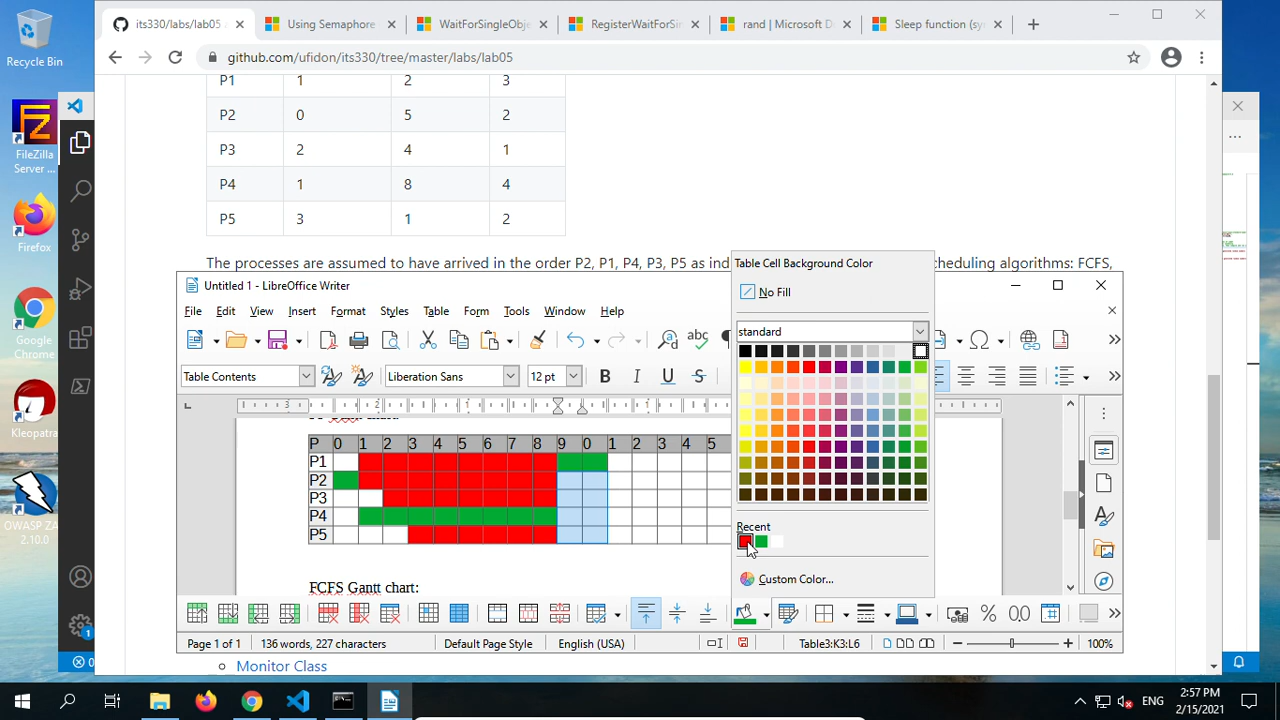 Recycle Bin
FileZilla
Server ...
Firefox
Google
Chrome
Kleopatra
OWASP ZA
2.10.0
its330/labs/lab05
Using Semaphore
WaitForSingleObje
RegisterWaitForSin
rand | Microsoft D
Sleep function (sy
github.com/ufidon/its330/tree/master/labs/lab05
P1 1 2 3
P2 0 5 2
P3 2 4 1
P4 1 8 4
P5 3 1 2
The processes are assumed to have arrived in the order P2, P1, P4, P3, P5 as ind
cheduling algorithms: FCFS,
Untitled 1 - LibreOffice Writer
File Edit View Insert Format Styles Table Form Tools Window Help
Table Contents
Liberation Sans
12 pt
P 0 1 2 3 4 5 6 7 8 9 0 1 2 3 4 5
P1
P2
P3
P4
P5
FCFS Gantt chart:
Table Cell Background Color
No Fill
standard
Recent
Custom Color...
Page 1 of 1
136 words, 227 characters
Default Page Style
English (USA)
Table3:K3:L6
100%
Monitor Class
0
1
ENG
2:57 PM
2/15/2021